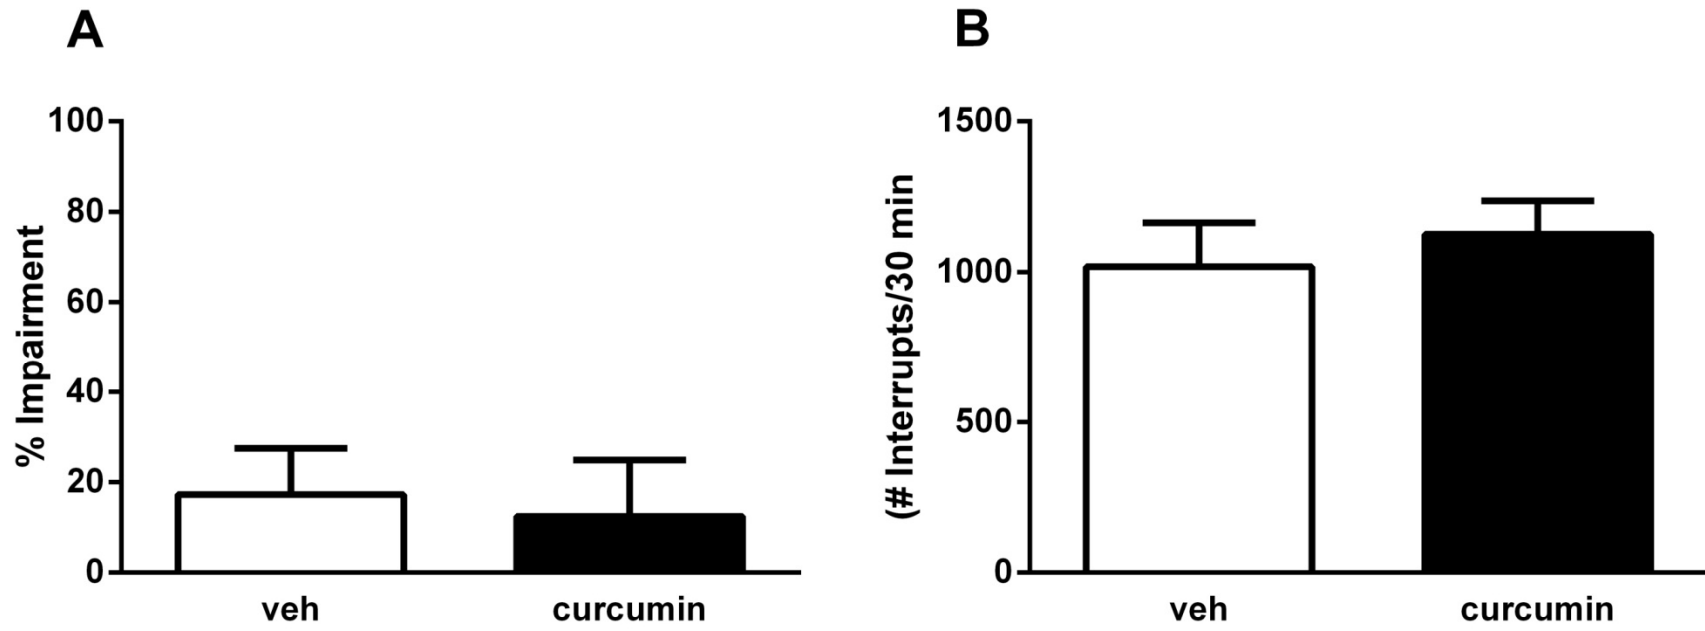 A
% Impairment
100
80
60
40
20
0
veh
curcumin
B
(# Interrupts/30 min
1500
1000
500
0
veh
curcumin